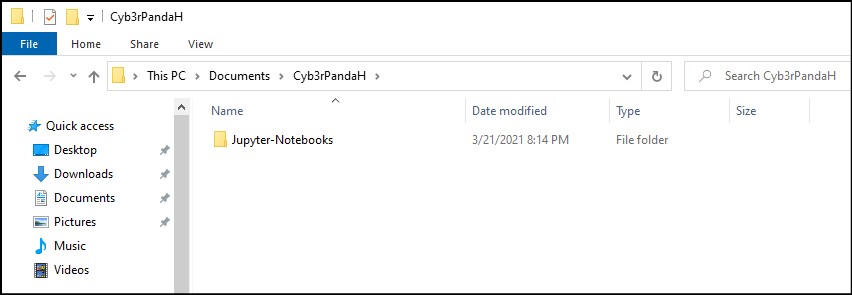 Cyb3rPandaH
File Home Share View
This PC Documents Cyb3rPandaH Search Cyb3rPandaH
Name Date modified Type Size
Quick access
Jupyter-Notebooks 3/21/2021 8:14 PM File folder
Desktop
Downloads
Documents
Pictures
Music
Videos